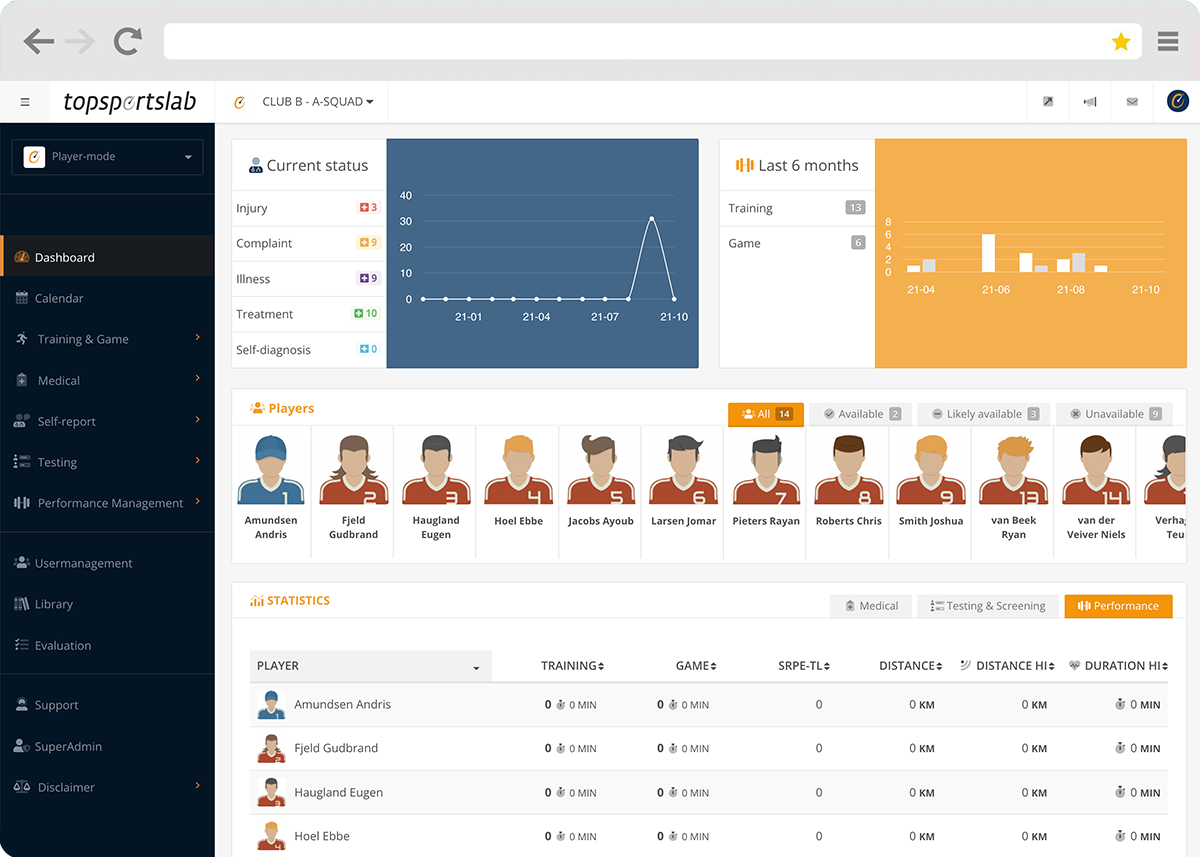 topsportslab
CLUB B - A-SQUAD
Player-mode
Dashboard
Calendar
Training & Game
Medical
Self-report
Testing
Performance Management
Usermanagement
Library
Evaluation
Support
SuperAdmin
Disclaimer
Current status
Injury 3
Complaint 9
Illness 9
Treatment 10
Self-diagnosis 0
40
30
20
10
0
21-01 21-04 21-07 21-10
Last 6 months
Training 13
Game 6
8
6
4
2
0
21-04 21-06 21-08 21-10
Players
All 14 Available 2 Likely available 3 Unavailable 9
1 2 3 4 5 6 7 8 9 13 14
Amundsen Andris
Fjeld Gudbrand
Haugland Eugen
Hoel Ebbe
Jacobs Ayoub
Larsen Jomar
Pieters Rayan
Roberts Chris
Smith Joshua
van Beek Ryan
van der Veiver Niels
Verha
Teu
STATISTICS
Medical Testing & Screening Performance
PLAYER TRAINING GAME SRPE-TL DISTANCE DISTANCE HI DURATION HI
Amundsen Andris 0 0 MIN 0 0 MIN 0 0 KM 0 KM 0 MIN
Fjeld Gudbrand 0 0 MIN 0 0 MIN 0 0 KM 0 KM 0 MIN
Haugland Eugen 0 0 MIN 0 0 MIN 0 0 KM 0 KM 0 MIN
Hoel Ebbe 0 0 MIN 0 0 MIN 0 0 KM 0 KM 0 MIN